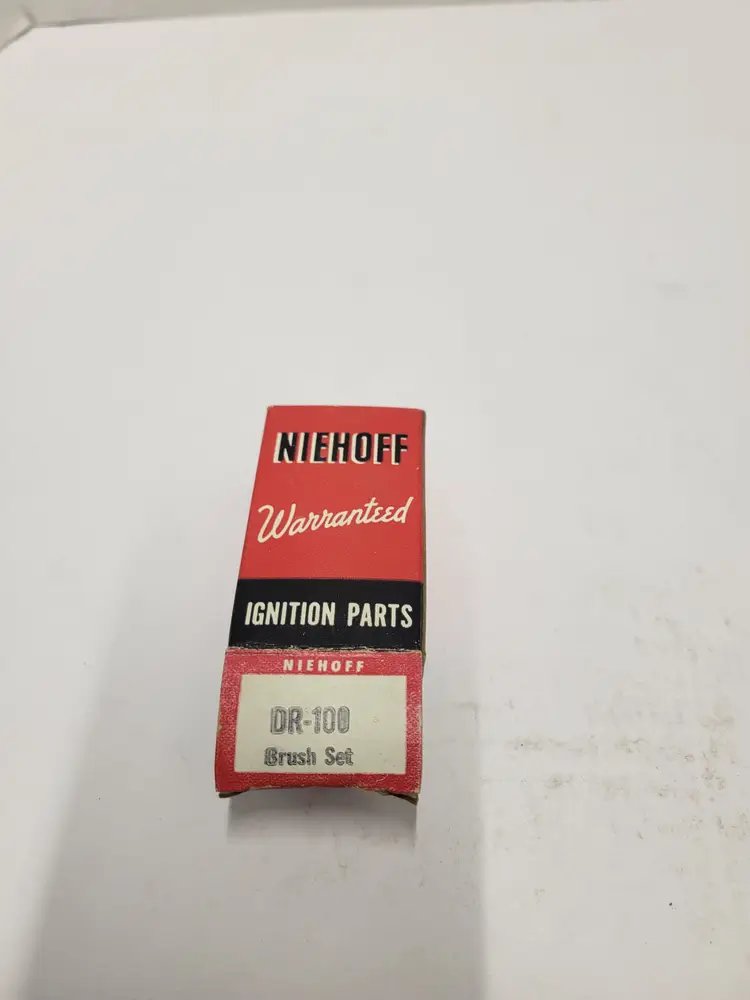 NIEHOFF
Warranteed
IGNITION PARTS
NIEHOFF
DR-100
Brush Set